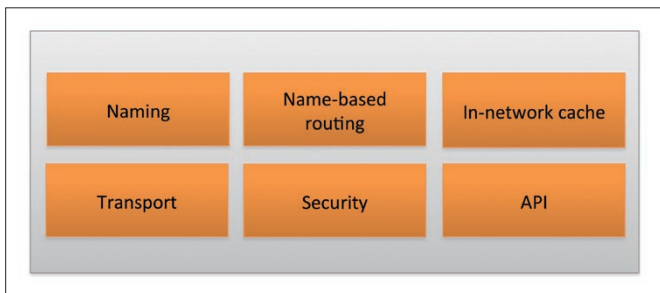 Naming
Name-based
routing
In-network cache
Transport
Security
API